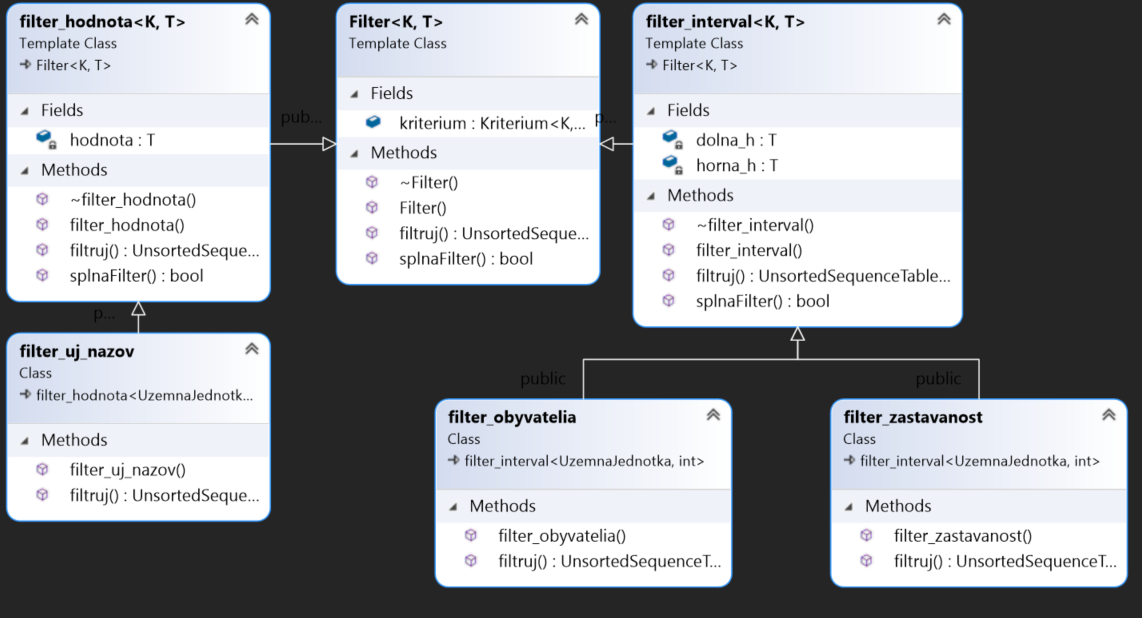 filter_hodnota<K, T>
Template Class
Filter<K, T>
Fields
hodnota : T
Methods
~filter_hodnota()
filter_hodnota()
filtruj() : UnsortedSeque...
splnaFilter() : bool
pub...
Filter<K, T>
Template Class
Fields
kriterium : Kriterium<K,...
Methods
~Filter()
Filter()
filtruj() : UnsortedSeque...
splnaFilter() : bool
p...
filter_interval<K, T>
Template Class
Filter<K, T>
Fields
dolna_h : T
horna_h : T
Methods
~filter_interval()
filter_interval()
filtruj() : UnsortedSequenceTable...
splnaFilter() : bool
p...
filter_uj_nazov
Class
filter_hodnota<UzemnaJednotk...
Methods
filter_uj_nazov()
filtruj() : UnsortedSeque...
public
filter_obyvatelia
Class
filter_interval<UzemnaJednotka, int>
Methods
filter_obyvatelia()
filtruj() : UnsortedSequenceT...
public
filter_zastavanost
Class
filter_interval<UzemnaJednotka, int>
Methods
filter_zastavanost()
filtruj() : UnsortedSequenceT...